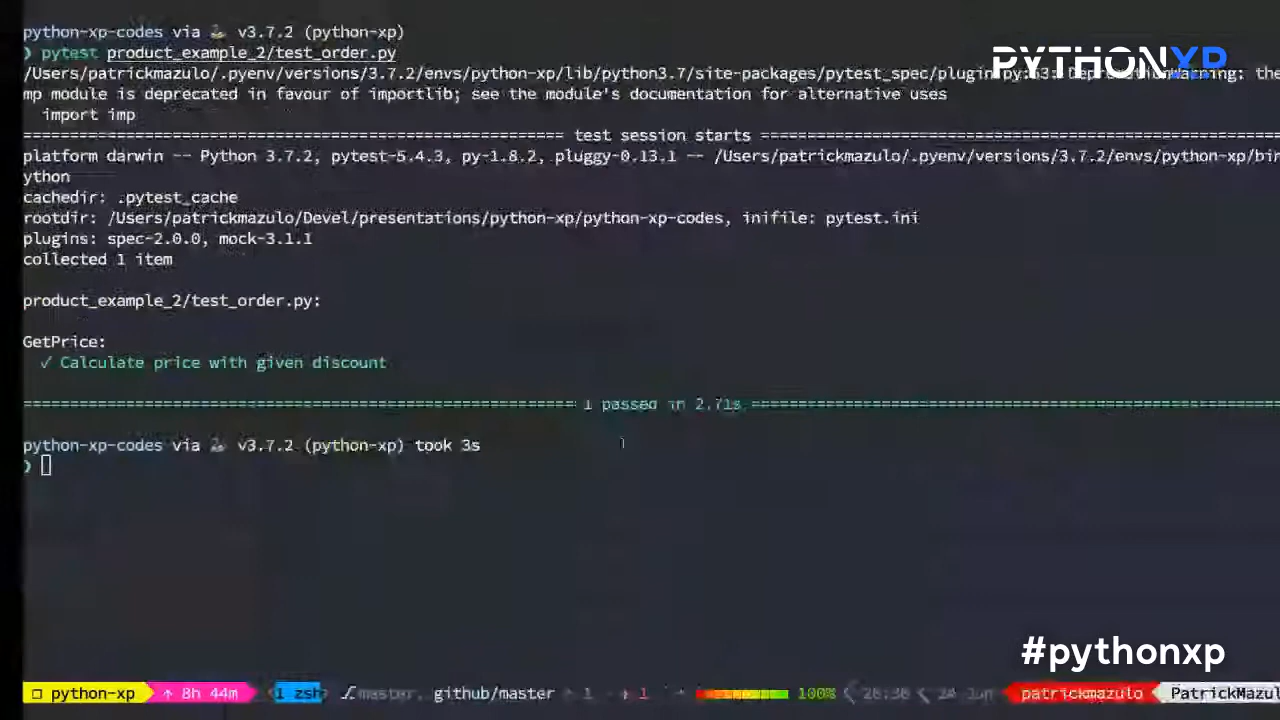 python-xp-codes via v3.7.2 (python-xp)
❯ pytest product_example_2/test_order.py
PYTHONXP
/Users/patrickmazulo/.pyenv/versions/3.7.2/envs/python-xp/lib/python3.7/site-packages/pytest_spec/plugin.py:63: DeprecationWarning: the
mp module is deprecated in favour of importlib; see the module's documentation for alternative uses
import imp
test session starts
platform darwin -- Python 3.7.2, pytest-5.4.3, py-1.8.2, pluggy-0.13.1 -- /Users/patrickmazulo/.pyenv/versions/3.7.2/envs/python-xp/bin
ython
cachedir: .pytest_cache
rootdir: /Users/patrickmazulo/Devel/presentations/python-xp/python-xp-codes, inifile: pytest.ini
plugins: spec-2.0.0, mock-3.1.1
collected 1 item
product_example_2/test_order.py:
GetPrice:
✓ Calculate price with given discount
1 passed in 2.71s
python-xp-codes via v3.7.2 (python-xp) took 3s
❯
#pythonxp
python-xp ↑ 8h 44m 1 zsh master github/master 1 1 100% patrickmazulo PatrickMazul